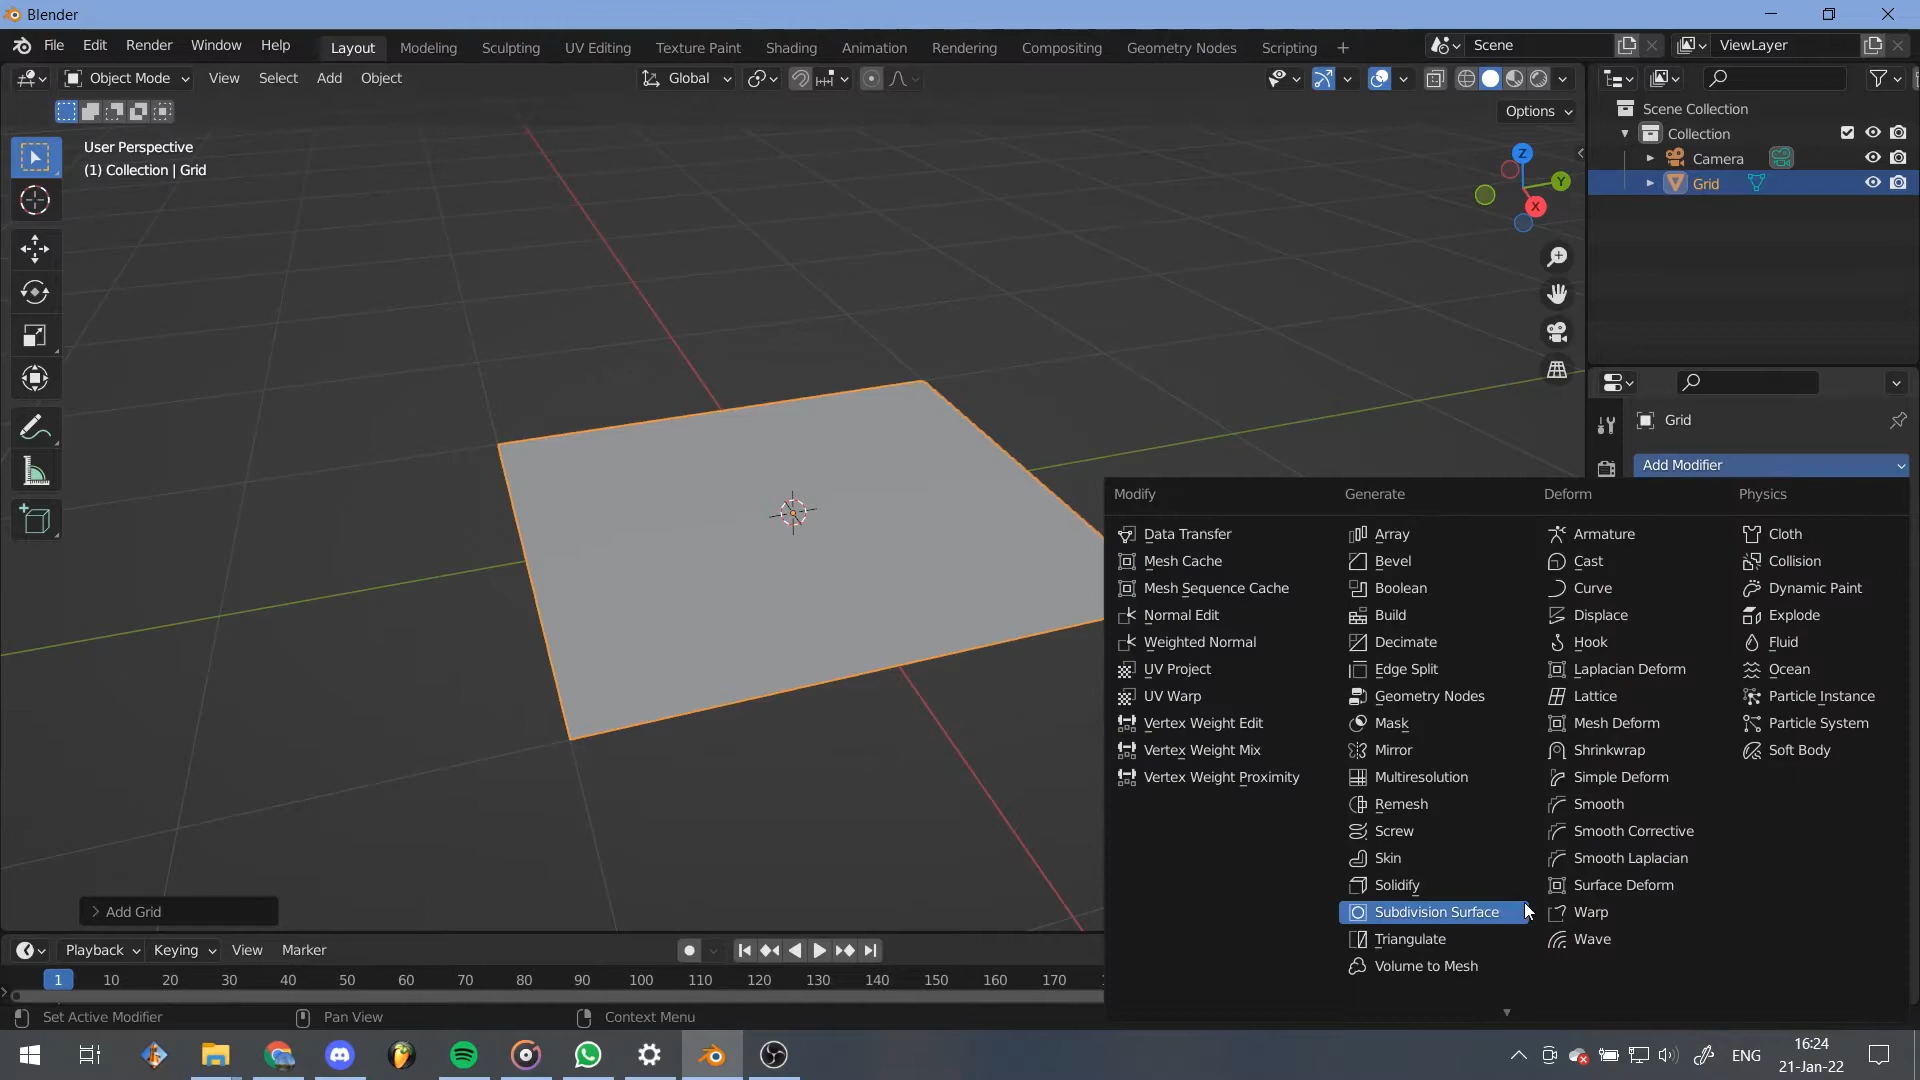 Blender
File Edit Render Window Help Layout Modeling Sculpting UV Editing Texture Paint Shading Animation Rendering Compositing Geometry Nodes Scripting + Scene ViewLayer
Object Mode View Select Add Object Global
Options
User Perspective
(1) Collection | Grid
Z
Y
X
Scene Collection
Collection
Camera
Grid
Grid
Add Modifier
Modify Generate Deform Physics
Data Transfer Array Armature Cloth
Mesh Cache Bevel Cast Collision
Mesh Sequence Cache Boolean Curve Dynamic Paint
Normal Edit Build Displace Explode
Weighted Normal Decimate Hook Fluid
UV Project Edge Split Laplacian Deform Ocean
UV Warp Geometry Nodes Lattice Particle Instance
Vertex Weight Edit Mask Mesh Deform Particle System
Vertex Weight Mix Mirror Shrinkwrap Soft Body
Vertex Weight Proximity Multiresolution Simple Deform
Remesh Smooth
Screw Smooth Corrective
Skin Smooth Laplacian
Solidify Surface Deform
Subdivision Surface Warp
Triangulate Wave
Volume to Mesh
Add Grid
Playback Keying View Marker
1 10 20 30 40 50 60 70 80 90 100 110 120 130 140 150 160 170
Set Active Modifier Pan View Context Menu
ENG 16:24
21-Jan-22